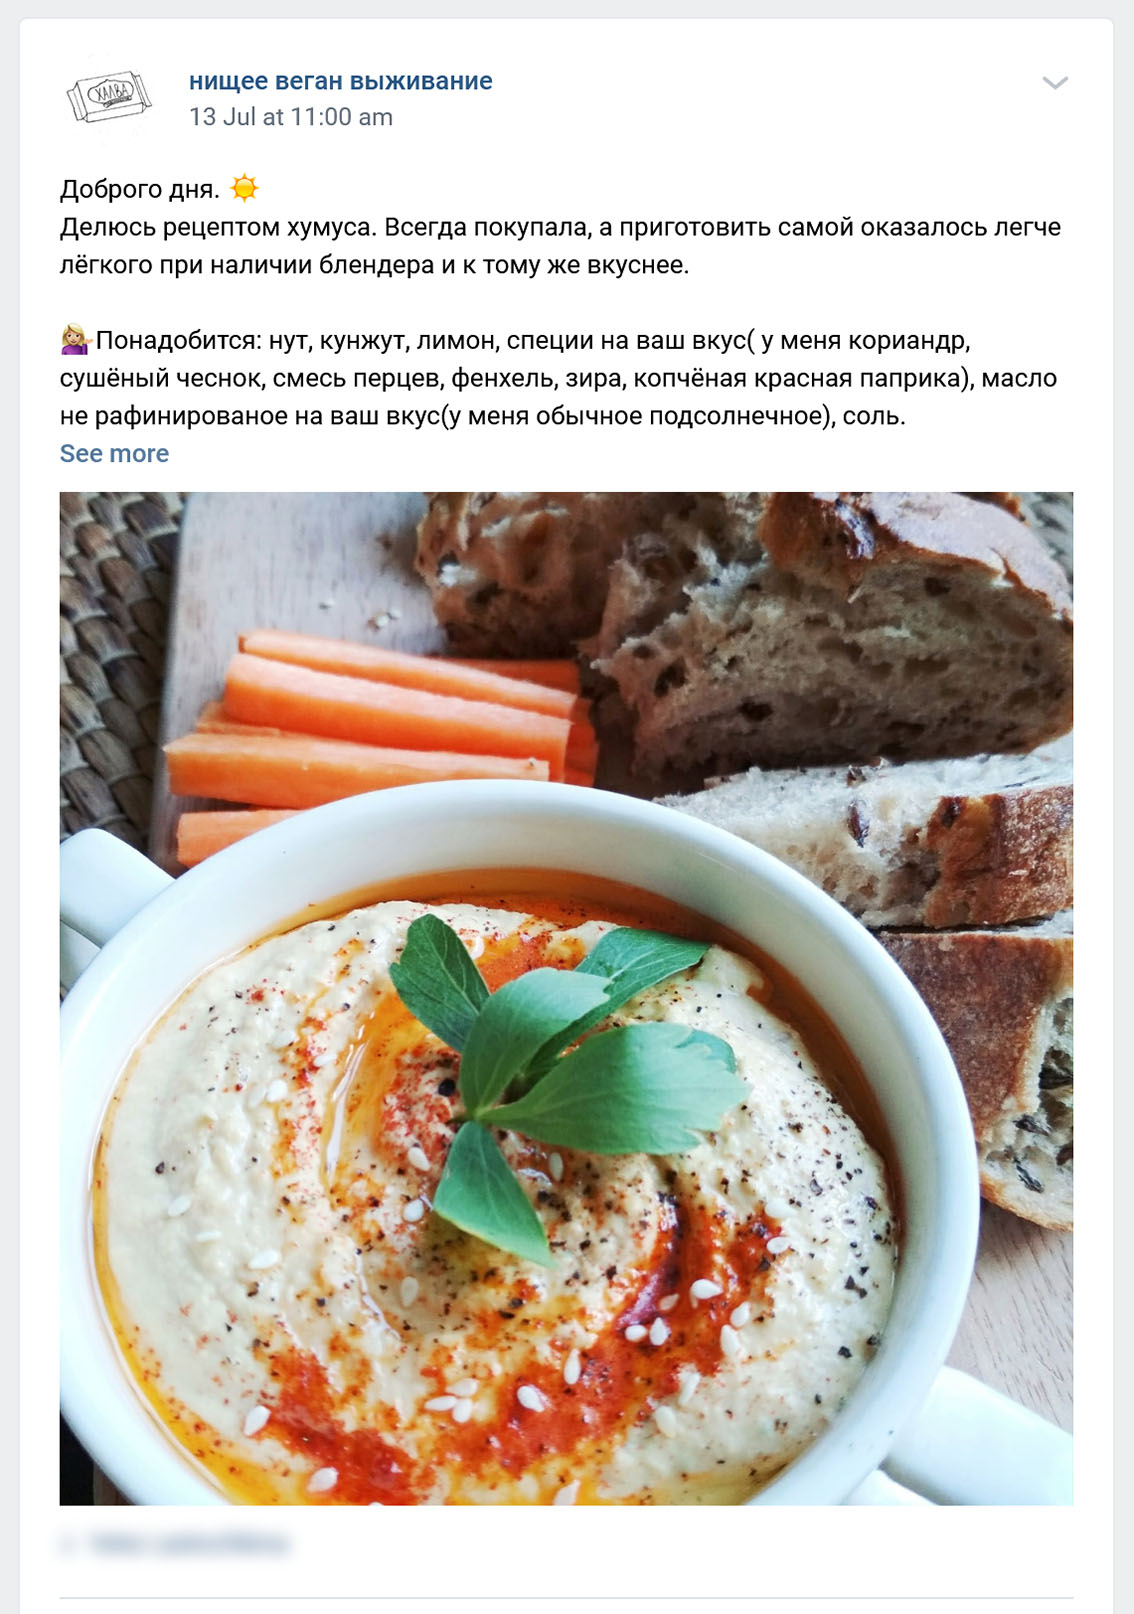 ХАЛВА
нищее веган выживание
13 Jul at 11:00 am
Доброго дня. ☀️
Делюсь рецептом хумуса. Всегда покупала, а приготовить самой оказалось легче
лёгкого при наличии блендера и к тому же вкуснее.
💁🏼‍♀️Понадобится: нут, кунжут, лимон, специи на ваш вкус( у меня кориандр,
сушёный чеснок, смесь перцев, фенхель, зира, копчёная красная паприка), масло
не рафинированое на ваш вкус(у меня обычное подсолнечное), соль.
See more